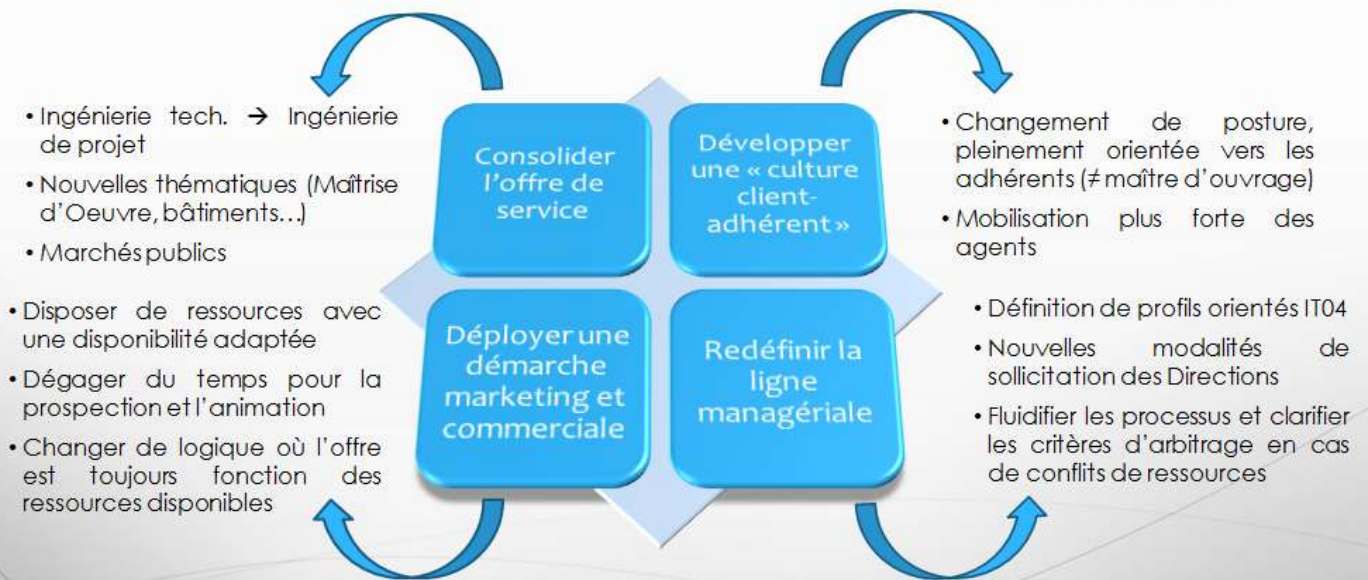 • Ingénierie tech. → Ingénierie
de projet
• Nouvelles thématiques (Maîtrise
d'Oeuvre, bâtiments…)
• Marchés publics
Consolider
l'offre de
service
Développer
une « culture
client-
adhérent »
• Changement de posture,
pleinement orientée vers les
adhérents (≠ maître d'ouvrage)
• Mobilisation plus forte des
agents
• Disposer de ressources avec
une disponibilité adaptée
• Dégager du temps pour la
prospection et l'animation
• Changer de logique où l'offre
est toujours fonction des
ressources disponibles
Déployer une
démarche
marketing et
commerciale
Redéfinir la
ligne
managériale
• Définition de profils orientés IT04
• Nouvelles modalités de
sollicitation des Directions
• Fluidifier les processus et clarifier
les critères d'arbitrage en cas
de conflits de ressources